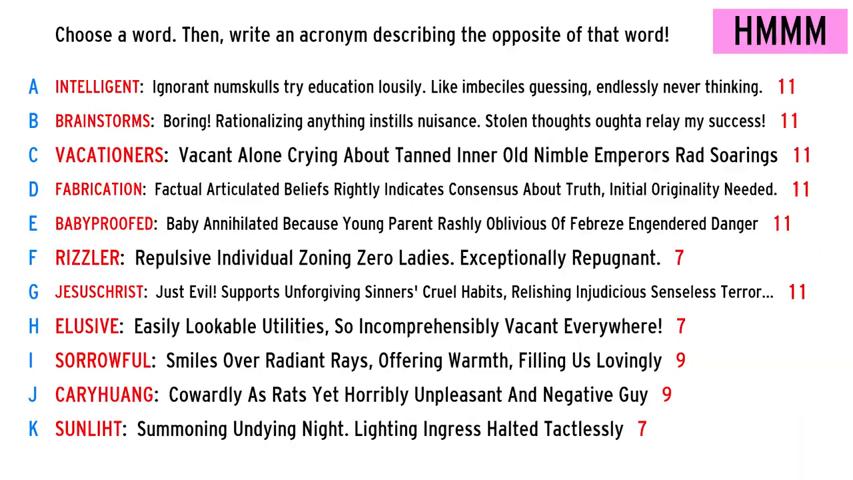 Choose a word. Then, write an acronym describing the opposite of that word!
HMMM
A INTELLIGENT: Ignorant numskulls try education lousily. Like imbeciles guessing, endlessly never thinking. 11
B BRAINSTORMS: Boring! Rationalizing anything instills nuisance. Stolen thoughts oughta relay my success! 11
C VACATIONERS: Vacant Alone Crying About Tanned Inner Old Nimble Emperors Rad Soarings 11
D FABRICATION: Factual Articulated Beliefs Rightly Indicates Consensus About Truth, Initial Originality Needed. 11
E BABYPROOFED: Baby Annihilated Because Young Parent Rashly Oblivious Of Febreze Engendered Danger 11
F RIZZLER: Repulsive Individual Zoning Zero Ladies. Exceptionally Repugnant. 7
G JESUSCHRIST: Just Evil! Supports Unforgiving Sinners' Cruel Habits, Relishing Injudicious Senseless Terror... 11
H ELUSIVE: Easily Lookable Utilities, So Incomprehensibly Vacant Everywhere! 7
I SORROWFUL: Smiles Over Radiant Rays, Offering Warmth, Filling Us Lovingly 9
J CARYHUANG: Cowardly As Rats Yet Horribly Unpleasant And Negative Guy 9
K SUNLIHT: Summoning Undying Night. Lighting Ingress Halted Tactlessly 7